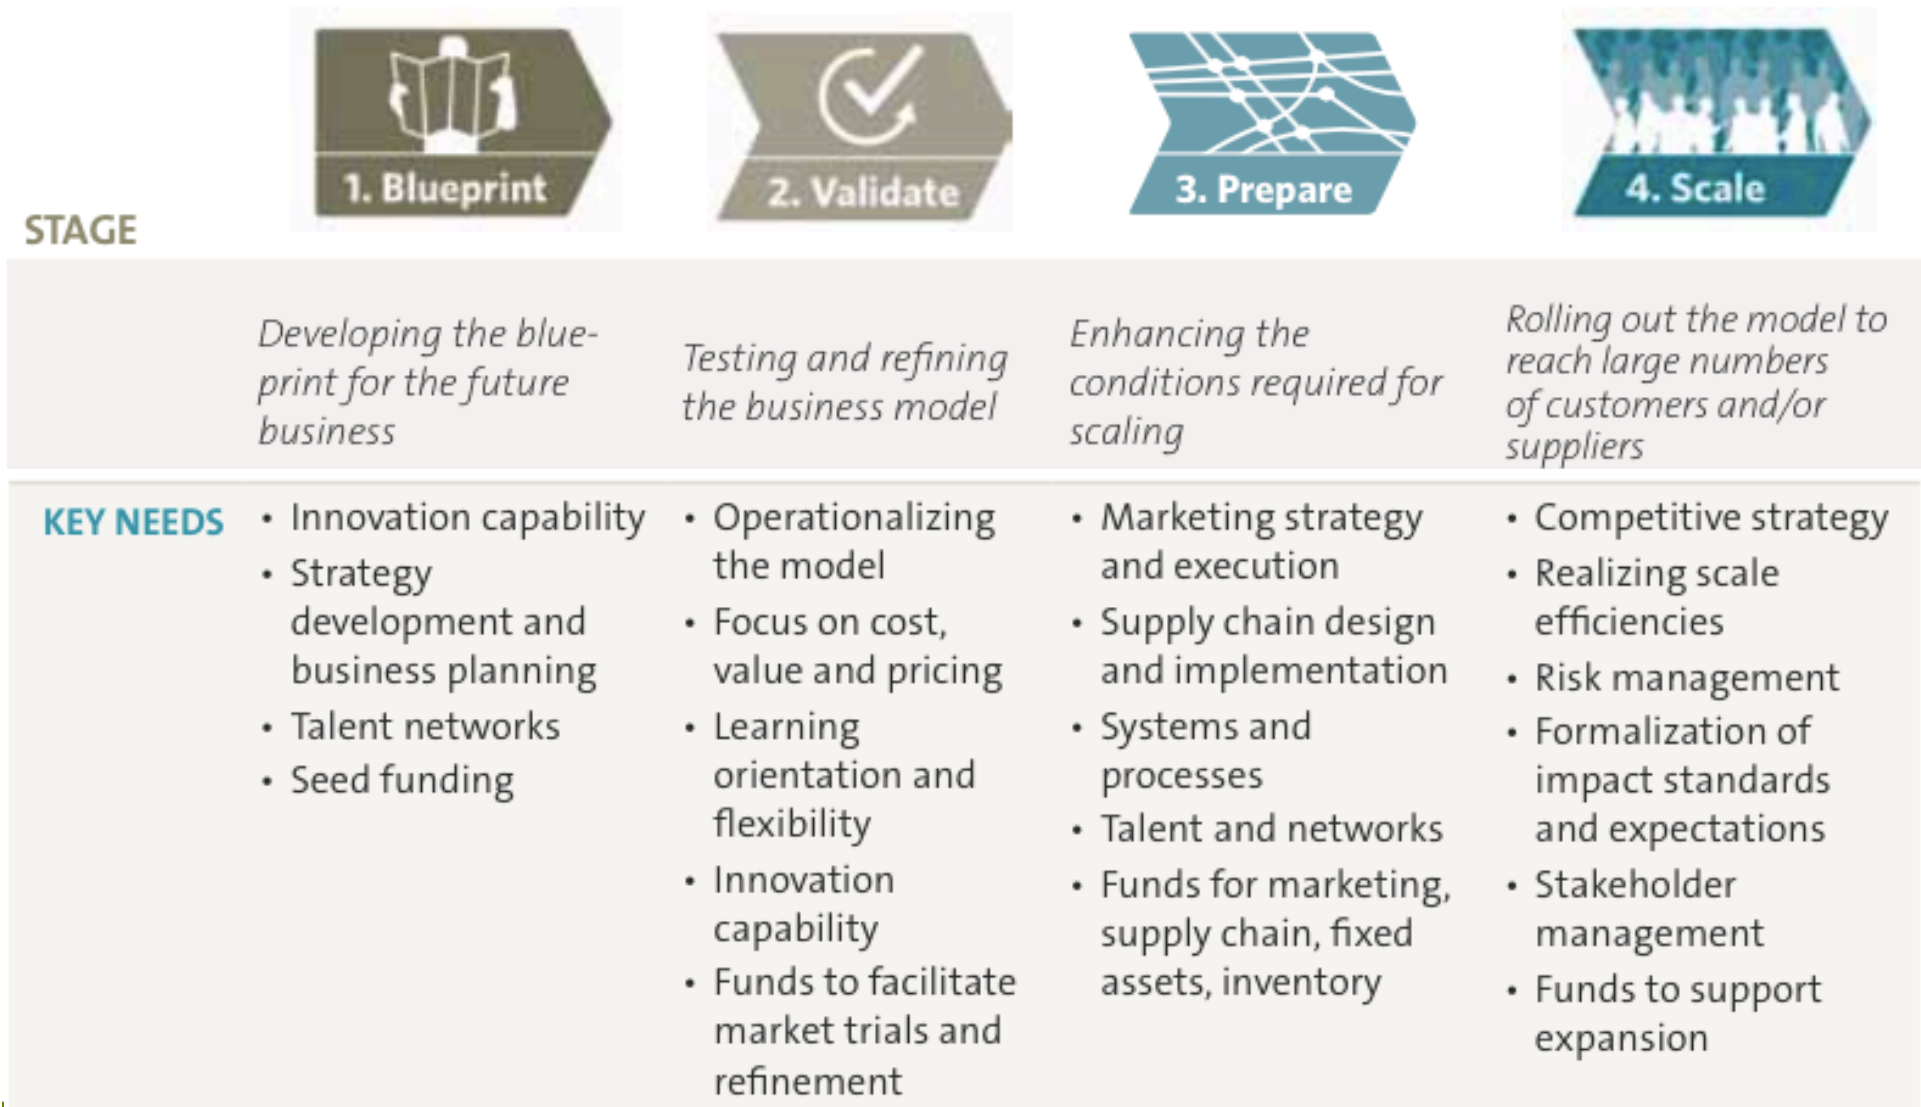 1. Blueprint
2. Validate
3. Prepare
4. Scale
STAGE
Developing the blue-
print for the future
business
Testing and refining
the business model
Enhancing the
conditions required for
scaling
Rolling out the model to
reach large numbers
of customers and/or
suppliers
KEY NEEDS
• Innovation capability
• Strategy
development and
business planning
• Talent networks
• Seed funding
• Operationalizing
the model
• Focus on cost,
value and pricing
• Learning
orientation and
flexibility
• Innovation
capability
• Funds to facilitate
market trials and
refinement
• Marketing strategy
and execution
• Supply chain design
and implementation
• Systems and
processes
• Talent and networks
• Funds for marketing,
supply chain, fixed
assets, inventory
• Competitive strategy
• Realizing scale
efficiencies
• Risk management
• Formalization of
impact standards
and expectations
• Stakeholder
management
• Funds to support
expansion